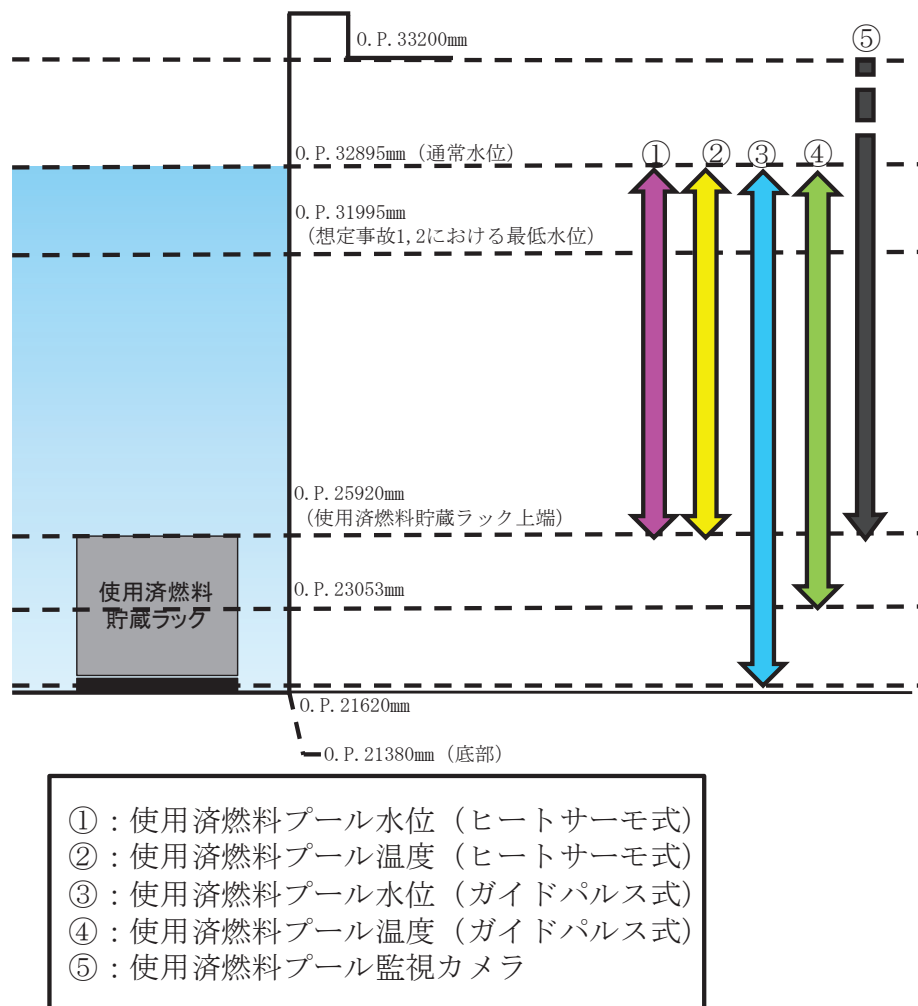 O.P.33200mm
⑤
O.P.32895mm（通常水位）
① ② ③ ④
O.P.31995mm
（想定事故1,2における最低水位）
O.P.25920mm
（使用済燃料貯蔵ラック上端）
使用済燃料
貯蔵ラック
O.P.23053mm
O.P.21620mm
O.P.21380mm（底部）
①：使用済燃料プール水位（ヒートサーモ式）
②：使用済燃料プール温度（ヒートサーモ式）
③：使用済燃料プール水位（ガイドパルス式）
④：使用済燃料プール温度（ガイドパルス式）
⑤：使用済燃料プール監視カメラ